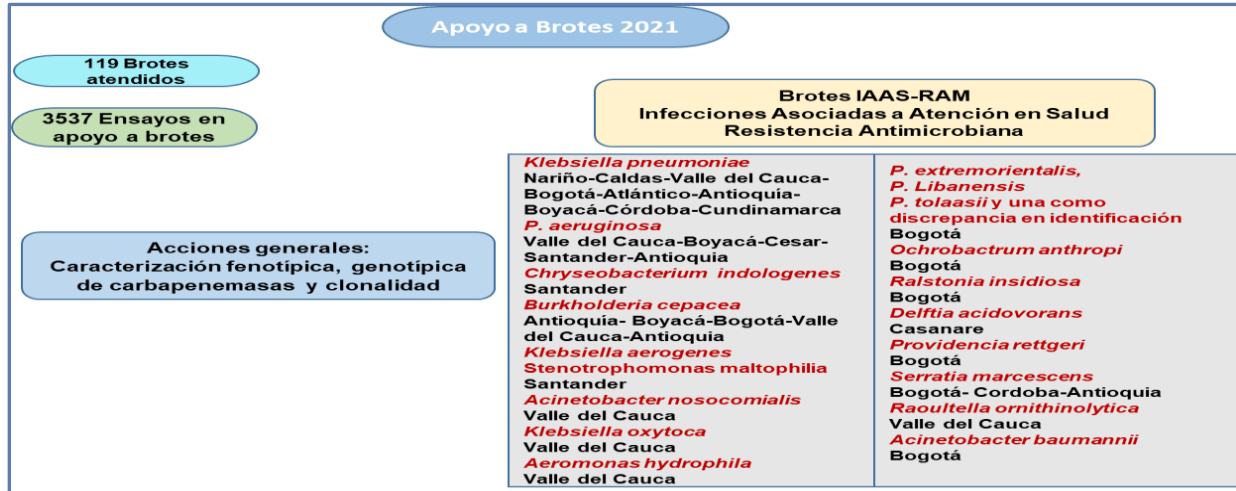 Apoyo a Brotes 2021
119 Brotes
atendidos
3537 Ensayos en
apoyo a brotes
Acciones generales:
Caracterización fenotípica, genotípica
de carbapenemasas y clonalidad
Brotes IAAS-RAM
Infecciones Asociadas a Atención en Salud
Resistencia Antimicrobiana
Klebsiella pneumoniae
Nariño-Caldas-Valle del Cauca-
Bogotá-Atlántico-Antioquía-
Boyacá-Córdoba-Cundinamarca
P. aeruginosa
Valle del Cauca-Boyacá-Cesar-
Santander-Antioquia
Chryseobacterium indologenes
Santander
Burkholderia cepacea
Antioquía- Boyacá-Bogotá-Valle
del Cauca-Antioquia
Klebsiella aerogenes
Stenotrophomonas maltophilia
Santander
Acinetobacter nosocomialis
Valle del Cauca
Klebsiella oxytoca
Valle del Cauca
Aeromonas hydrophila
Valle del Cauca
P. extremorientalis,
P. Libanensis
P. tolaasii y una como
discrepancia en identificación
Bogotá
Ochrobactrum anthropi
Bogotá
Ralstonia insidiosa
Bogotá
Delftia acidovorans
Casanare
Providencia rettgeri
Bogotá
Serratia marcescens
Bogotá- Cordoba-Antioquia
Raoultella ornithinolytica
Valle del Cauca
Acinetobacter baumannii
Bogotá